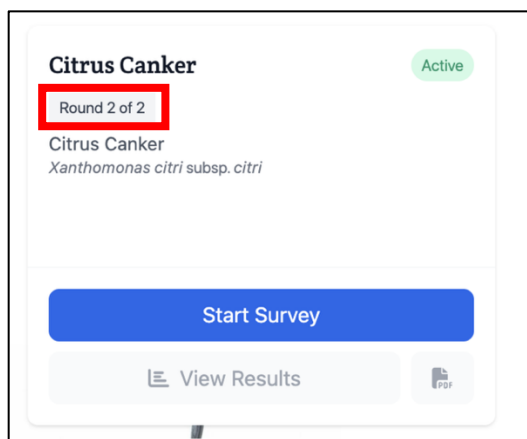 Citrus Canker
Active
Round 2 of 2
Citrus Canker
Xanthomonas citri subsp. citri
Start Survey
View Results
PDF